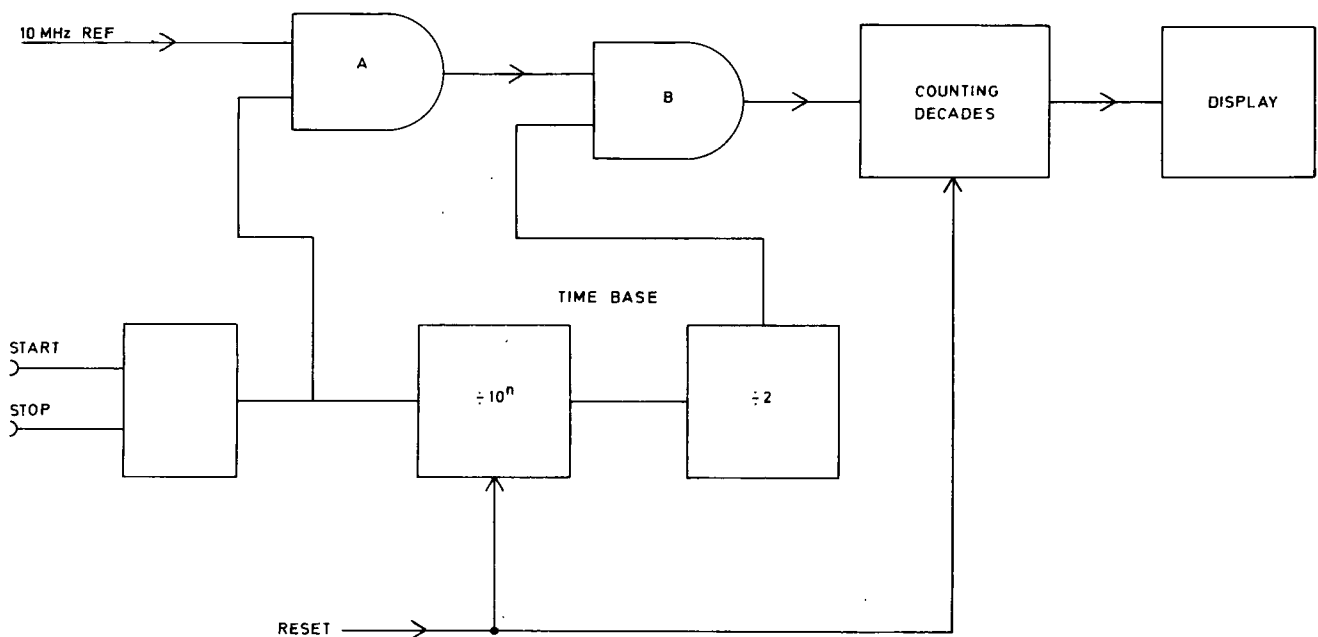 10 MHz REF
A
B
COUNTING
DECADES
DISPLAY
TIME BASE
START
STOP
÷10ⁿ
÷2
RESET